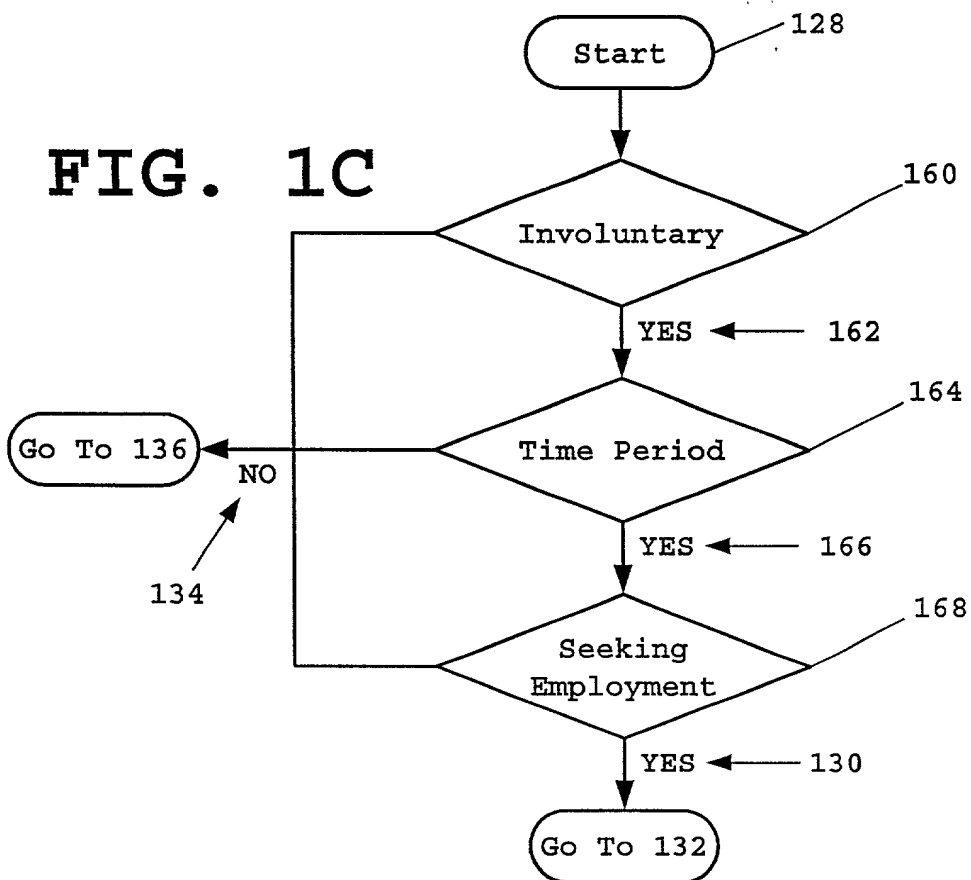 Start
128
FIG. 1C
160
Involuntary
YES
162
164
Go To 136
Time Period
NO
YES
166
134
168
Seeking
Employment
YES
130
Go To 132